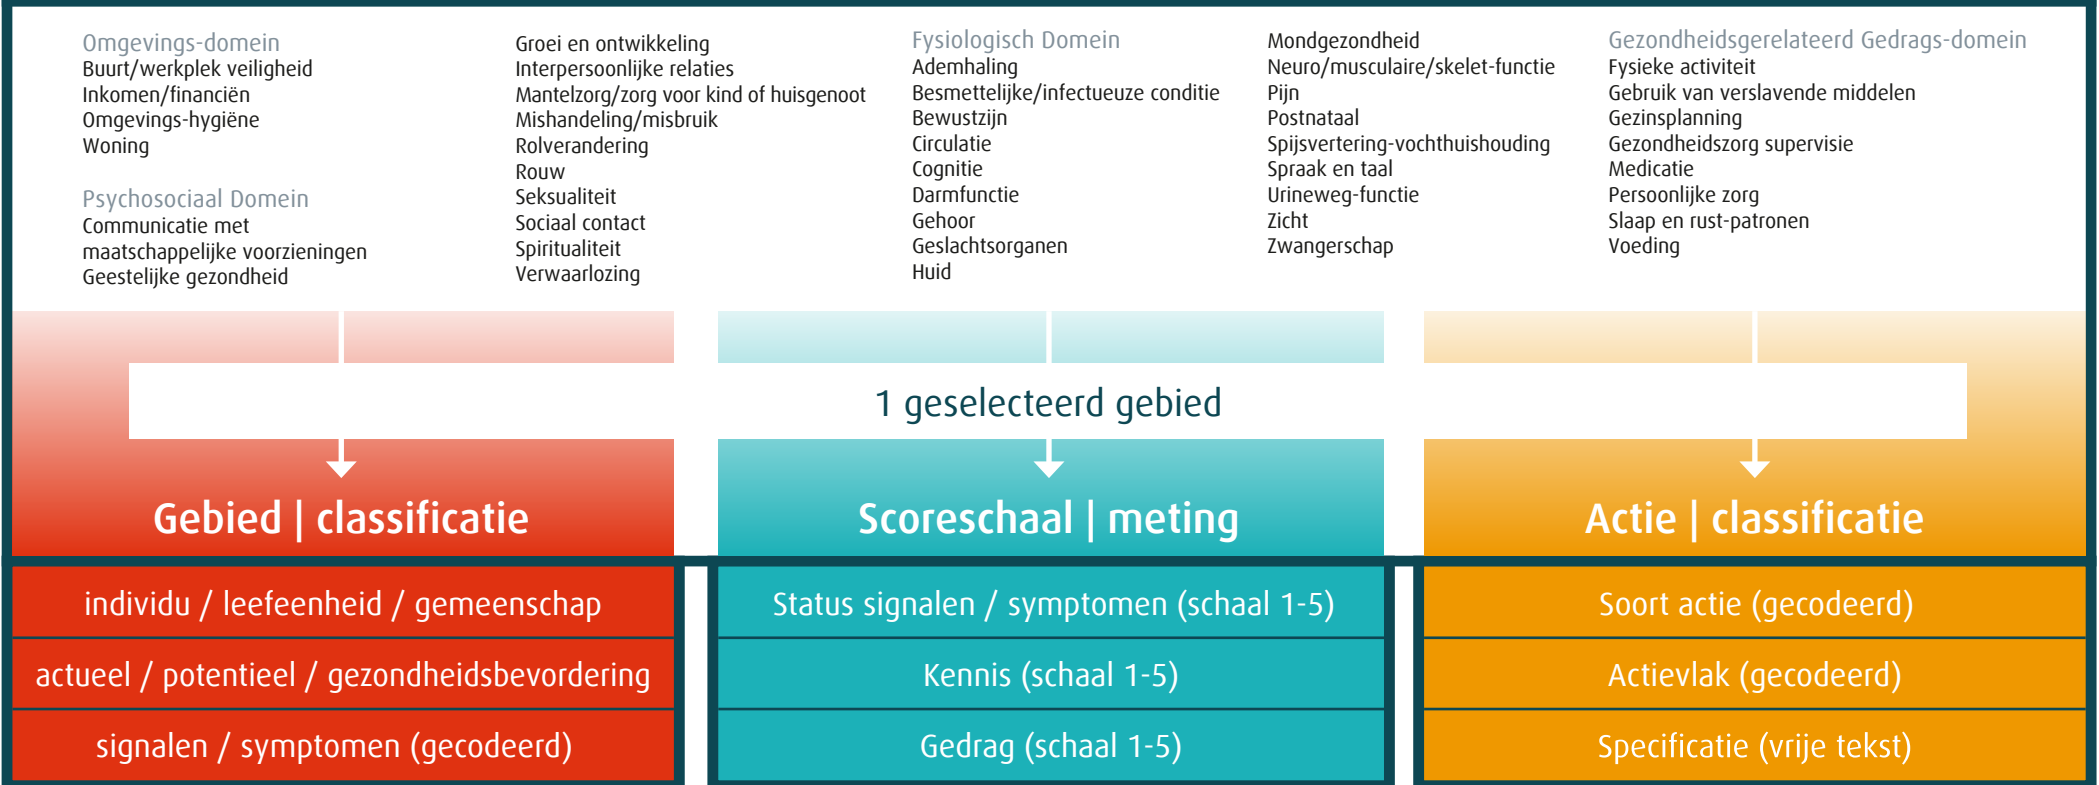 Omgevings-domein
Buurt/werkplek veiligheid
Inkomen/financiën
Omgevings-hygiëne
Woning
Psychosociaal Domein
Communicatie met
maatschappelijke voorzieningen
Geestelijke gezondheid
Groei en ontwikkeling
Interpersoonlijke relaties
Mantelzorg/zorg voor kind of huisgenoot
Mishandeling/misbruik
Rolverandering
Rouw
Seksualiteit
Sociaal contact
Spiritualiteit
Verwaarlozing
Fysiologisch Domein
Ademhaling
Besmettelijke/infectueuze conditie
Bewustzijn
Circulatie
Cognitie
Darmfunctie
Gehoor
Geslachtsorganen
Huid
Mondgezondheid
Neuro/musculaire/skelet-functie
Pijn
Postnataal
Spijsvertering-vochthuishouding
Spraak en taal
Urineweg-functie
Zicht
Zwangerschap
Gezondheidsgerelateerd Gedrags-domein
Fysieke activiteit
Gebruik van verslavende middelen
Gezinsplanning
Gezondheidszorg supervisie
Medicatie
Persoonlijke zorg
Slaap en rust-patronen
Voeding
1 geselecteerd gebied
Gebied | classificatie
individu / leefeenheid / gemeenschap
actueel / potentieel / gezondheidsbevordering
signalen / symptomen (gecodeerd)
Scoreschaal | meting
Status signalen / symptomen (schaal 1-5)
Kennis (schaal 1-5)
Gedrag (schaal 1-5)
Actie | classificatie
Soort actie (gecodeerd)
Actievlak (gecodeerd)
Specificatie (vrije tekst)